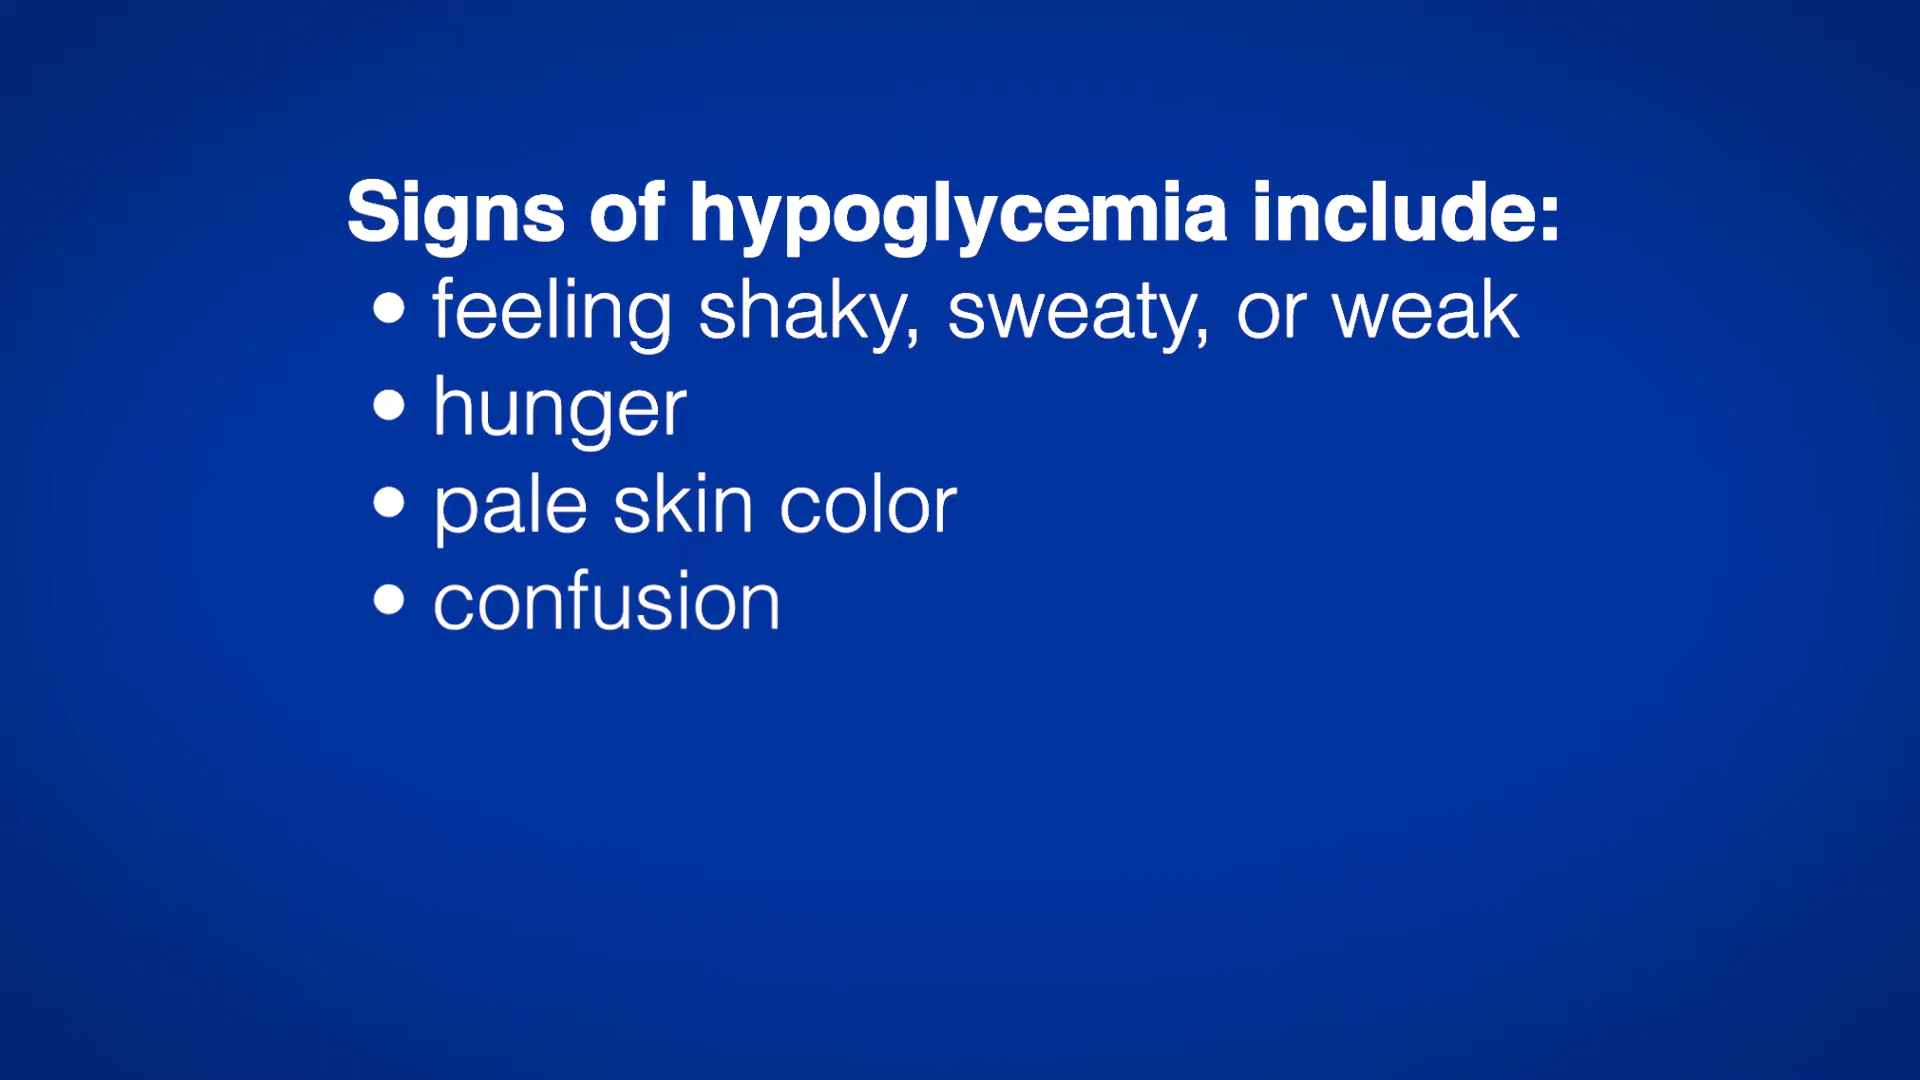 Signs of hypoglycemia include:
• feeling shaky, sweaty, or weak
• hunger
• pale skin color
• confusion